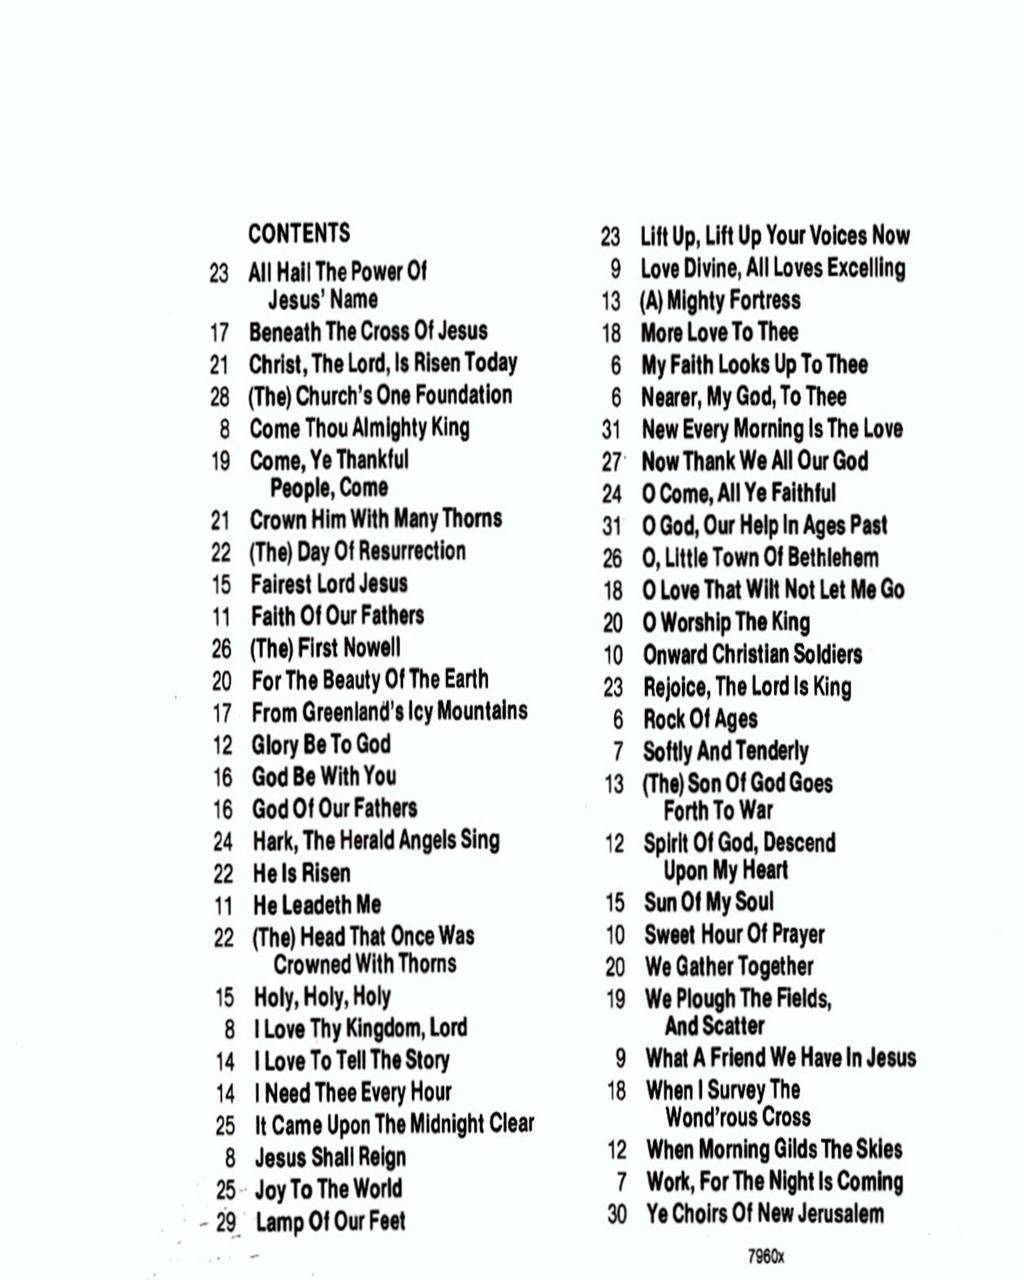 CONTENTS
23 All Hail The Power Of
Jesus' Name
17 Beneath The Cross Of Jesus
21 Christ, The Lord, Is Risen Today
28 (The) Church's One Foundation
8 Come Thou Almighty King
19 Come, Ye Thankful
People, Come
21 Crown Him With Many Thorns
22 (The) Day Of Resurrection
15 Fairest Lord Jesus
11 Faith Of Our Fathers
26 (The) First Nowell
20 For The Beauty Of The Earth
17 From Greenland's Icy Mountains
12 Glory Be To God
16 God Be With You
16 God Of Our Fathers
24 Hark, The Herald Angels Sing
22 He Is Risen
11 He Leadeth Me
22 (The) Head That Once Was
Crowned With Thorns
15 Holy, Holy, Holy
8 I Love Thy Kingdom, Lord
14 I Love To Tell The Story
14 I Need Thee Every Hour
25 It Came Upon The Midnight Clear
8 Jesus Shall Reign
25 Joy To The World
29 Lamp Of Our Feet
23 Lift Up, Lift Up Your Voices Now
9 Love Divine, All Loves Excelling
13 (A) Mighty Fortress
18 More Love To Thee
6 My Faith Looks Up To Thee
6 Nearer, My God, To Thee
31 New Every Morning Is The Love
27 Now Thank We All Our God
24 O Come, All Ye Faithful
31 O God, Our Help In Ages Past
26 O, Little Town Of Bethlehem
18 O Love That Wilt Not Let Me Go
20 O Worship The King
10 Onward Christian Soldiers
23 Rejoice, The Lord Is King
6 Rock Of Ages
7 Softly And Tenderly
13 (The) Son Of God Goes
Forth To War
12 Spirit Of God, Descend
Upon My Heart
15 Sun Of My Soul
10 Sweet Hour Of Prayer
20 We Gather Together
19 We Plough The Fields,
And Scatter
9 What A Friend We Have In Jesus
18 When I Survey The
Wond'rous Cross
12 When Morning Gilds The Skies
7 Work, For The Night Is Coming
30 Ye Choirs Of New Jerusalem
7960x